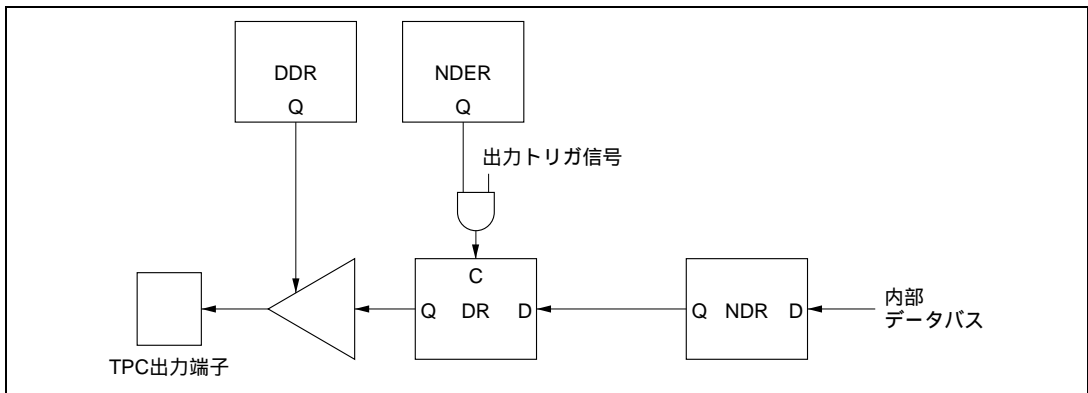 DDR
Q
NDER
Q
出力トリガ信号
C
Q DR D
Q NDR D
内部
データバス
TPC出力端子